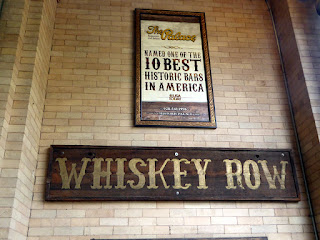 The Palace
NAMED ONE OF THE
10 BEST
HISTORIC BARS
IN AMERICA
WHISKEY ROW